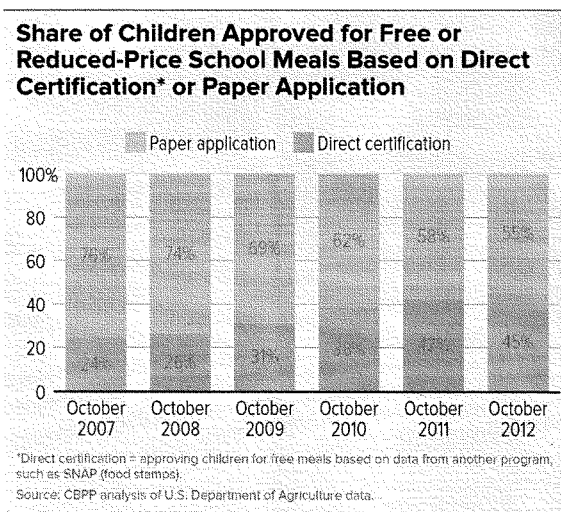 Share of Children Approved for Free or
Reduced-Price School Meals Based on Direct
Certification* or Paper Application
Paper application Direct certification
100%
80
60
40
20
0
76% 74% 69% 62% 58% 55%
24% 26% 31% 38% 42% 45%
October October October October October October
2007 2008 2009 2010 2011 2012
*Direct certification = approving children for free meals based on data from another program,
such as SNAP (food stamps).
Source: CBPP analysis of U.S. Department of Agriculture data.